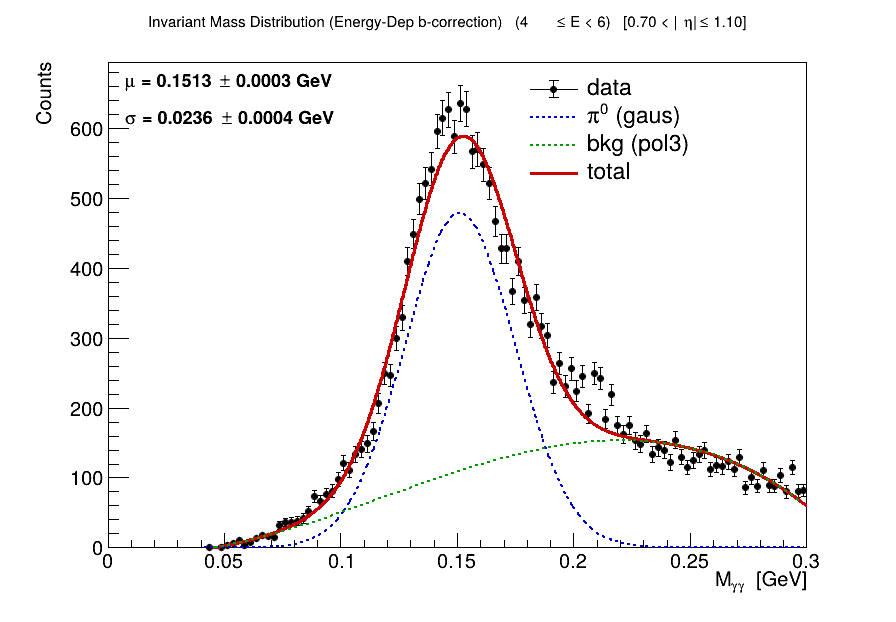 Invariant Mass Distribution (Energy-Dep b-correction) (4 ≤ E < 6) [0.70 < | η| ≤ 1.10]
Counts
μ = 0.1513 ± 0.0003 GeV
σ = 0.0236 ± 0.0004 GeV
data
π⁰ (gaus)
bkg (pol3)
total
600
500
400
300
200
100
0
0 0.05 0.1 0.15 0.2 0.25 0.3
Mγγ [GeV]